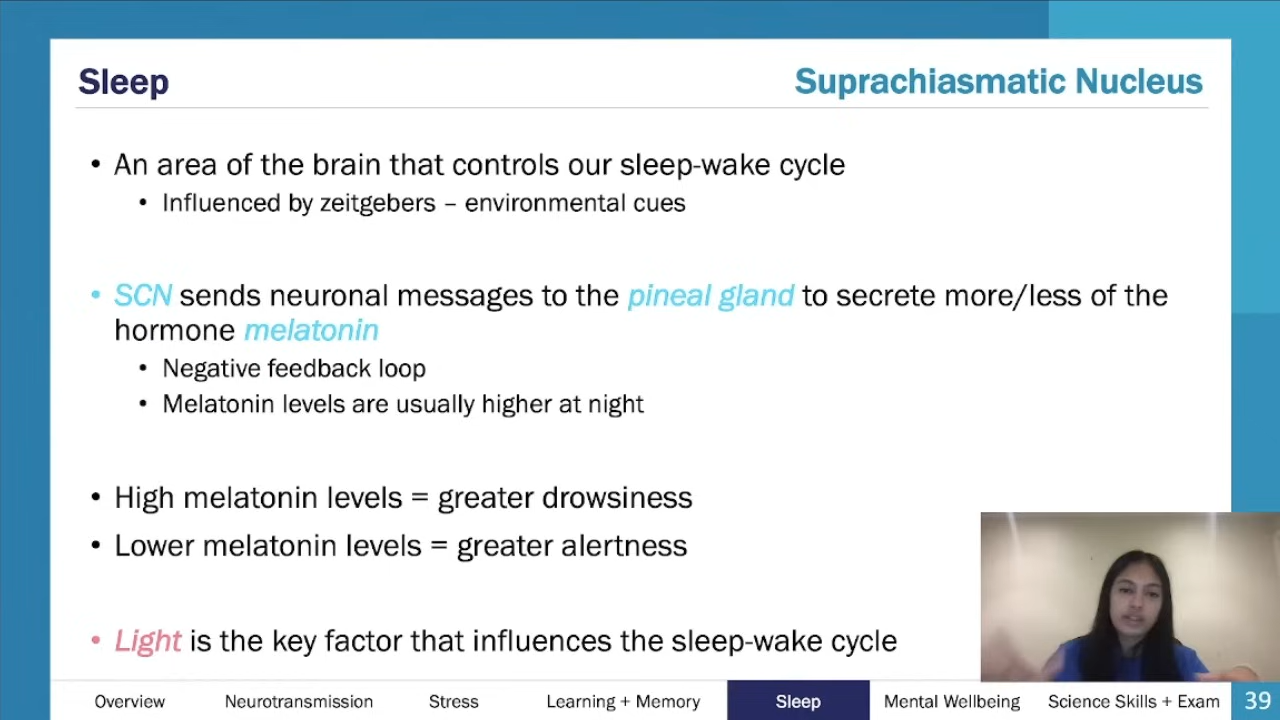 Sleep
Suprachiasmatic Nucleus
• An area of the brain that controls our sleep-wake cycle
• Influenced by zeitgebers – environmental cues
• SCN sends neuronal messages to the pineal gland to secrete more/less of the
hormone melatonin
• Negative feedback loop
• Melatonin levels are usually higher at night
• High melatonin levels = greater drowsiness
• Lower melatonin levels = greater alertness
• Light is the key factor that influences the sleep-wake cycle
Overview
Neurotransmission
Stress
Learning + Memory
Sleep
Mental Wellbeing
Science Skills + Exam
39